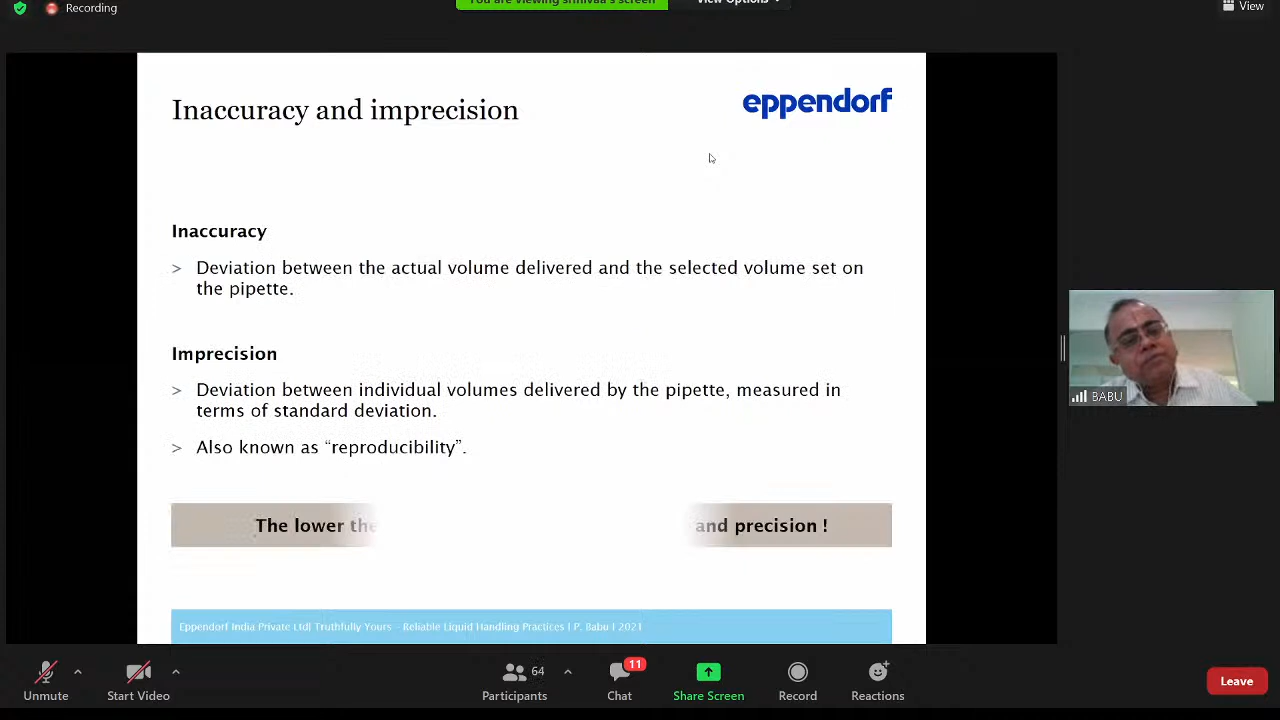 Recording
You are viewing srinivaa's screen
View Options
View
Inaccuracy and imprecision
eppendorf
Inaccuracy
> Deviation between the actual volume delivered and the selected volume set on
the pipette.
Imprecision
> Deviation between individual volumes delivered by the pipette, measured in
terms of standard deviation.
> Also known as “reproducibility”.
The lower the and precision !
Eppendorf India Private Ltd| Truthfully Yours - Reliable Liquid Handling Practices | P. Babu | 2021
BABU
64
11
Unmute
Start Video
Participants
Chat
Share Screen
Record
Reactions
Leave